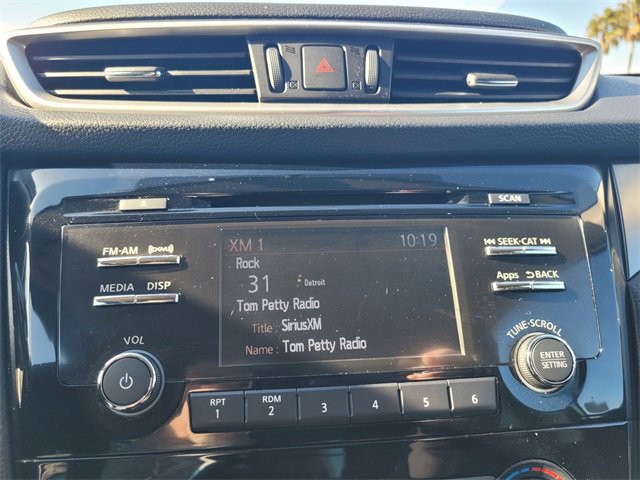 SCAN
FM·AM
SEEK·CAT
XM 1 10:19
Rock
31 Detroit
Tom Petty Radio
Title : SiriusXM
Name : Tom Petty Radio
MEDIA DISP
Apps BACK
VOL
TUNE·SCROLL
ENTER
SETTING
RPT
1
RDM
2
3
4
5
6